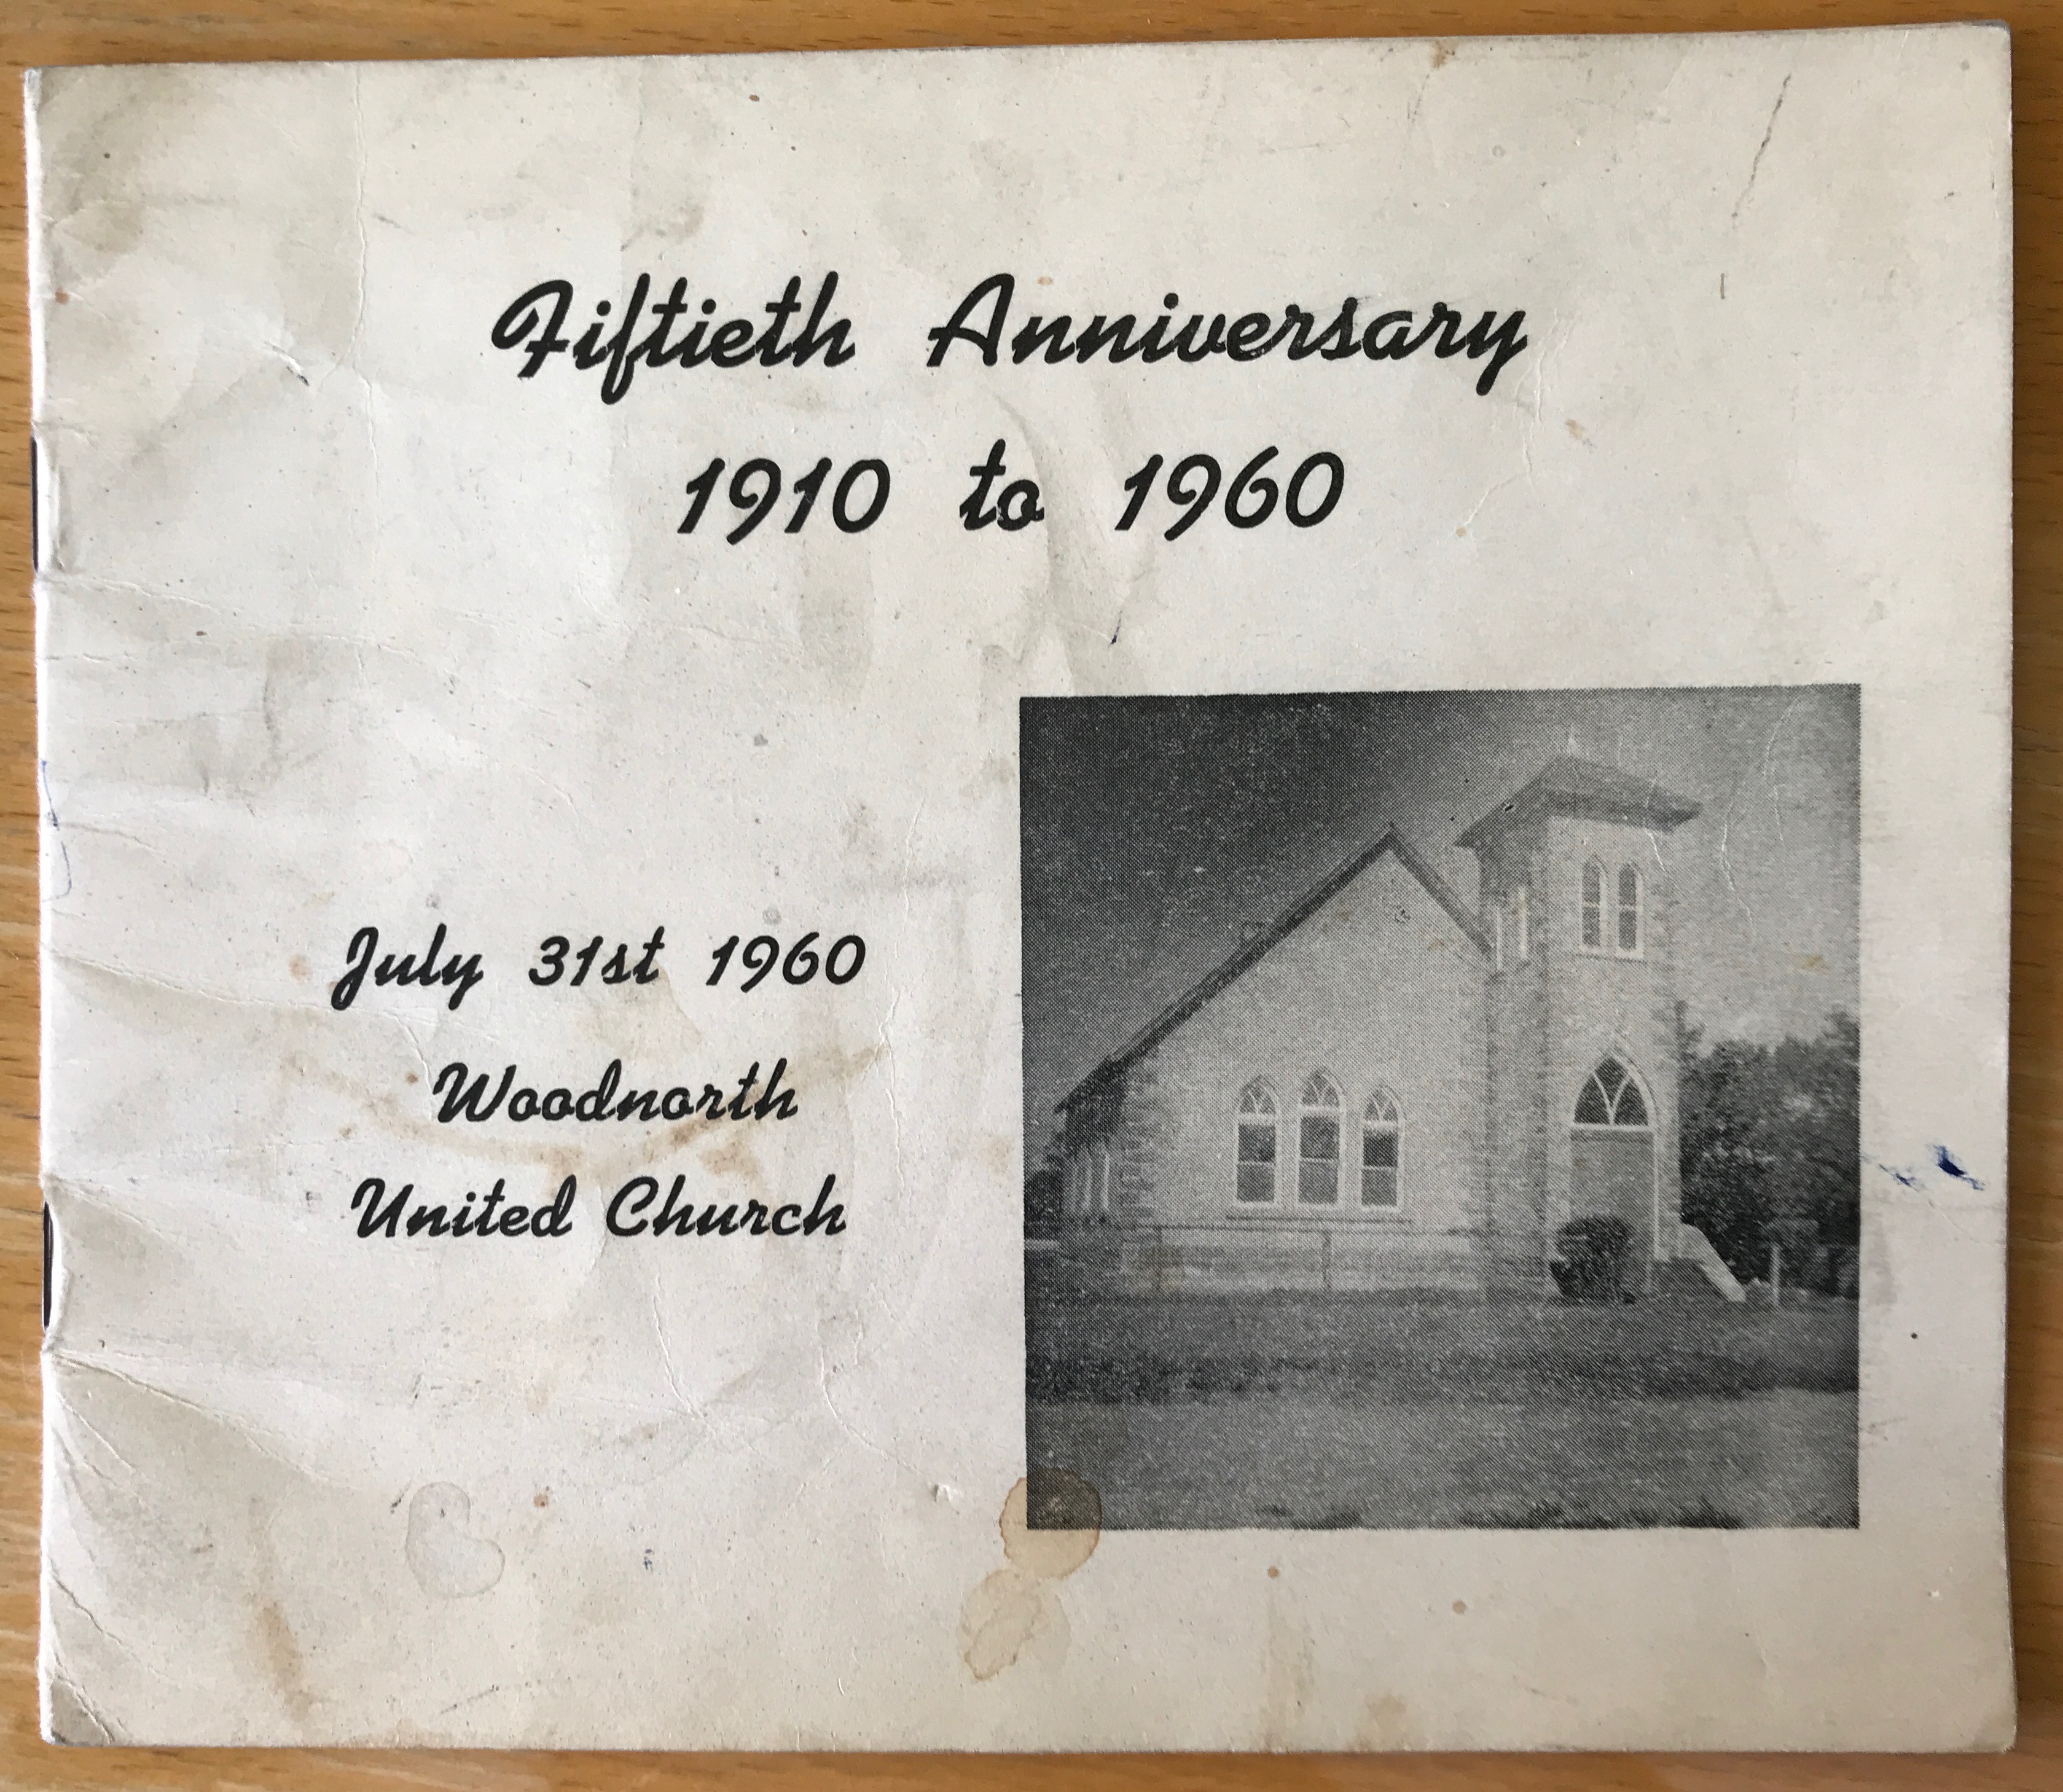 Fiftieth Anniversary
1910 to 1960
July 31st 1960
Woodnorth
United Church